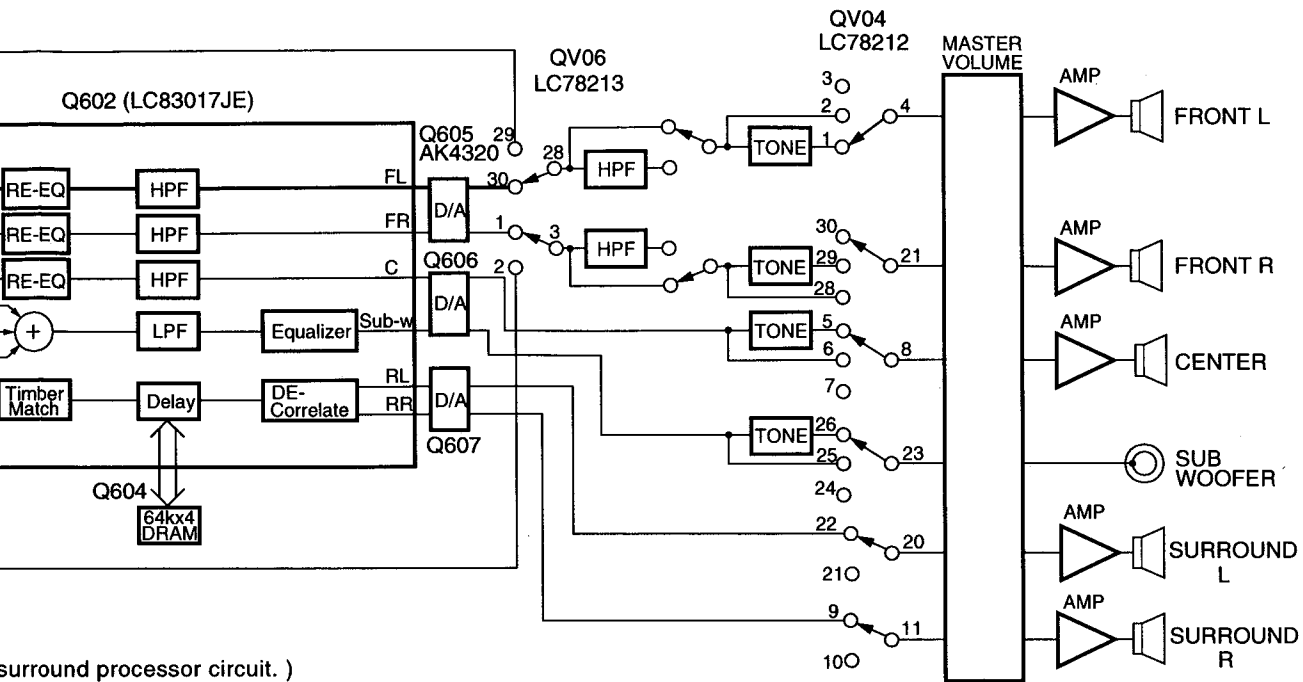 QV04
LC78212
MASTER
VOLUME
QV06
LC78213
AMP
Q602 (LC83017JE)
3
2
4
1
FRONT L
Q605
AK4320
29
28
30
TONE
HPF
RE-EQ
HPF
FL
D/A
RE-EQ
HPF
FR
1
3
HPF
30
29
21
28
TONE
AMP
FRONT R
RE-EQ
HPF
C
Q606
2
D/A
+
LPF
Equalizer
Sub-w
TONE
5
6
8
7
AMP
CENTER
Timber
Match
Delay
DE-
Correlate
RL
RR
D/A
Q607
TONE
26
25
23
24
SUB
WOOFER
Q604
64kx4
DRAM
22
20
21
AMP
SURROUND
L
9
11
10
AMP
SURROUND
R
surround processor circuit. )